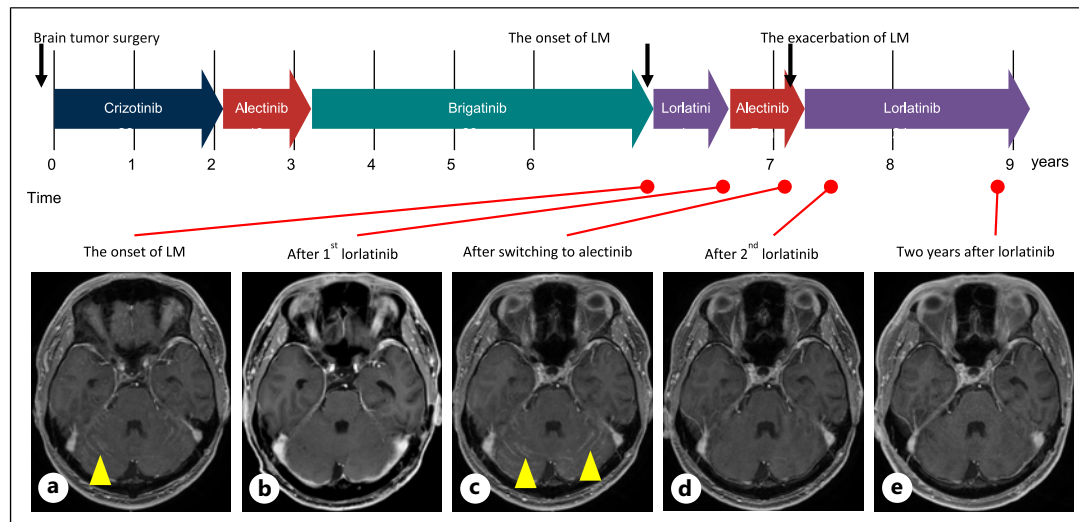 Brain tumor surgery The onset of LM The exacerbation of LM
Crizotinib Alectinib Brigatinib Lorlatini Alectinib Lorlatinib
0 1 2 3 4 5 6 7 8 9 years
Time
The onset of LM After 1st lorlatinib After switching to alectinib After 2nd lorlatinib Two years after lorlatinib
a b c d e